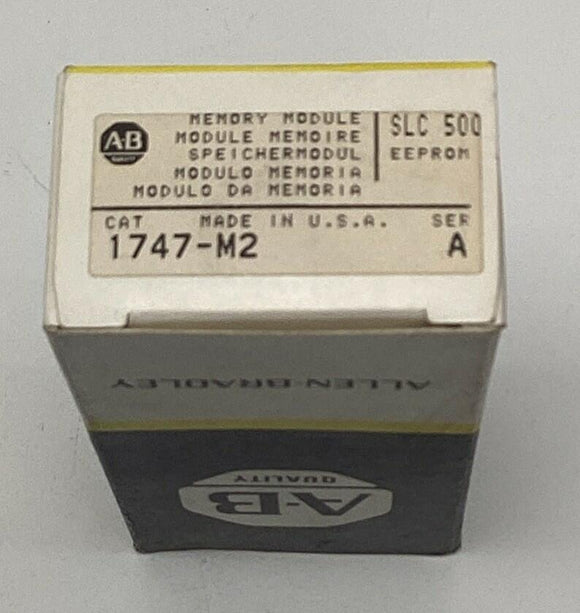 A-B
QUALITY
MEMORY MODULE
MODULE MEMOIRE
SPEICHERMODUL
MODULO MEMORIA
MODULO DA MEMORIA
SLC 500
EEPROM
CAT MADE IN U.S.A. SER
1747-M2 A
ALLEN-BRADLEY
A-B
QUALITY